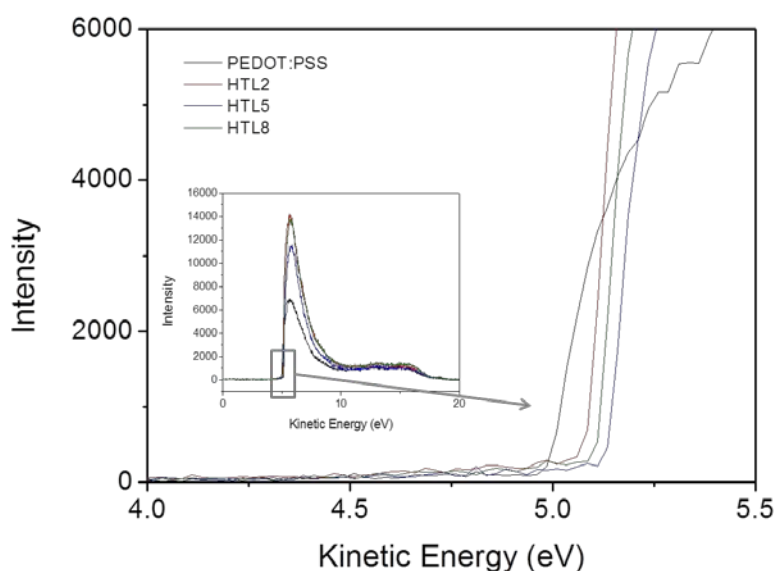 6000
4000
2000
0
Intensity
PEDOT:PSS
HTL2
HTL5
HTL8
16000
14000
12000
10000
8000
6000
4000
2000
0
Intensity
0
10
20
Kinetic Energy (eV)
4.0
4.5
5.0
5.5
Kinetic Energy (eV)